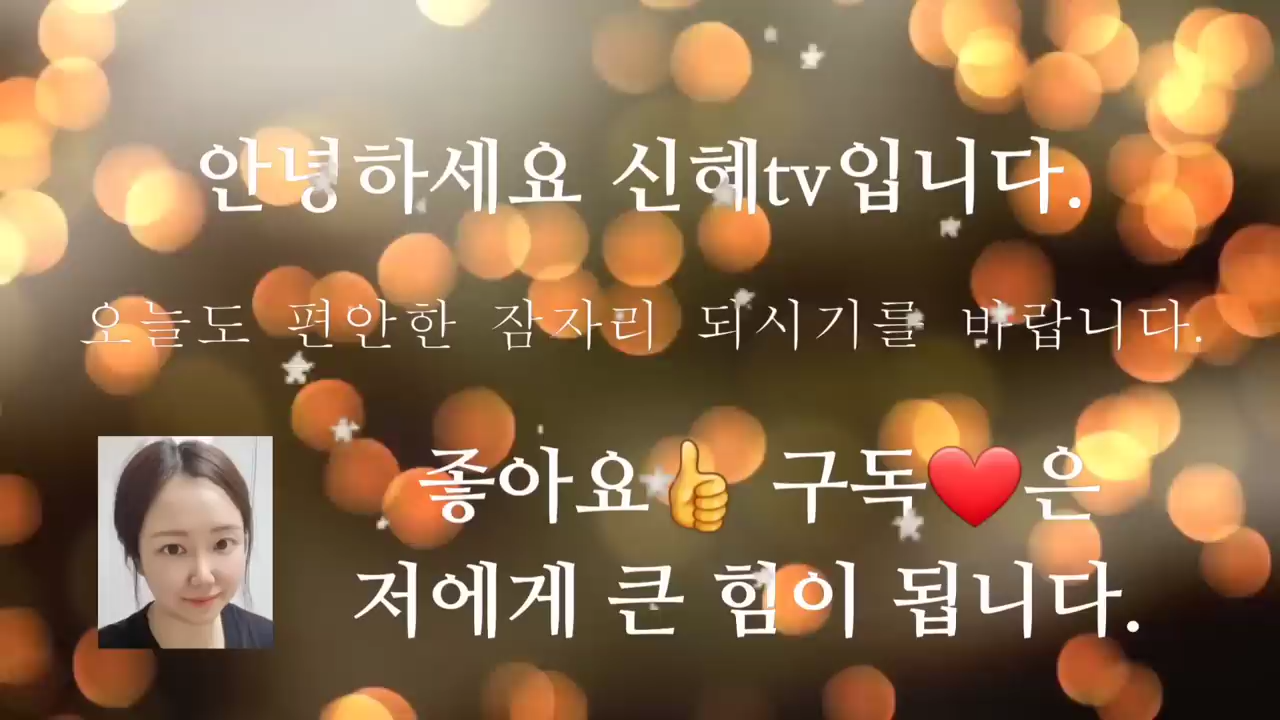 안녕하세요 신혜tv입니다.
오늘도 편안한 잠자리 되시기를 바랍니다.
좋아요👍 구독❤️은
저에게 큰 힘이 됩니다.